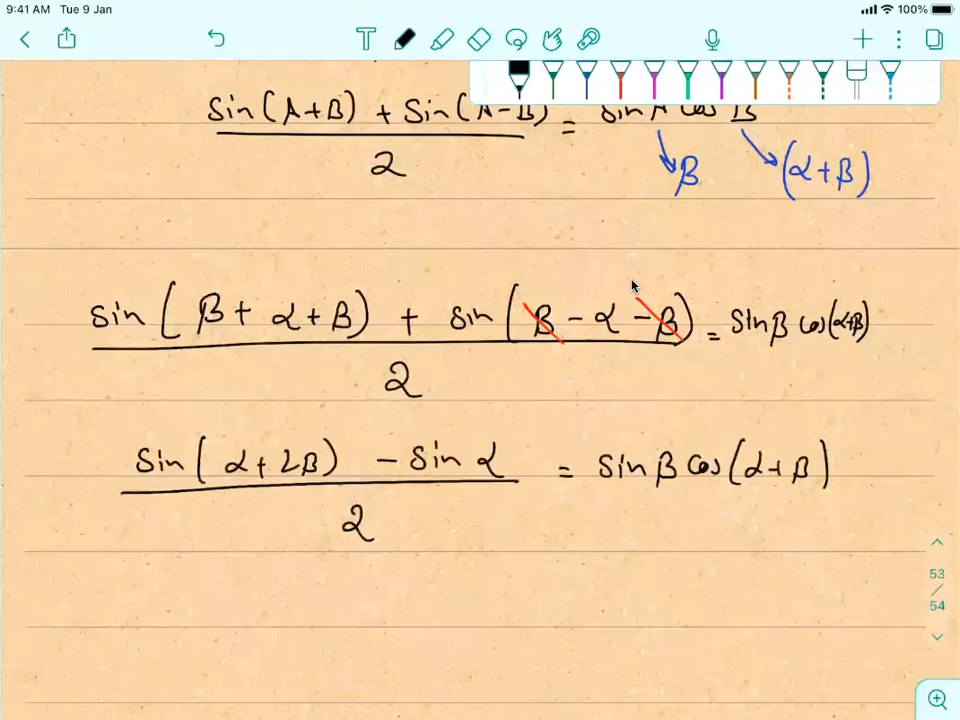 9:41 AM Tue 9 Jan 100%
T
sin(A+B) + sin(A-B) / 2 = sin A cos B
β (α+β)
sin(β+α+β) + sin(β-α-β) / 2 = sinβ cos(α+β)
sin(α+2β) - sin α / 2 = sin β cos(α+β)
53
/
54